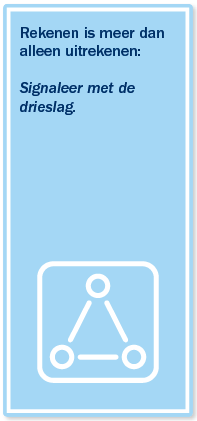 Rekenen is meer dan
alleen uitrekenen:
Signaleer met de
drieslag.